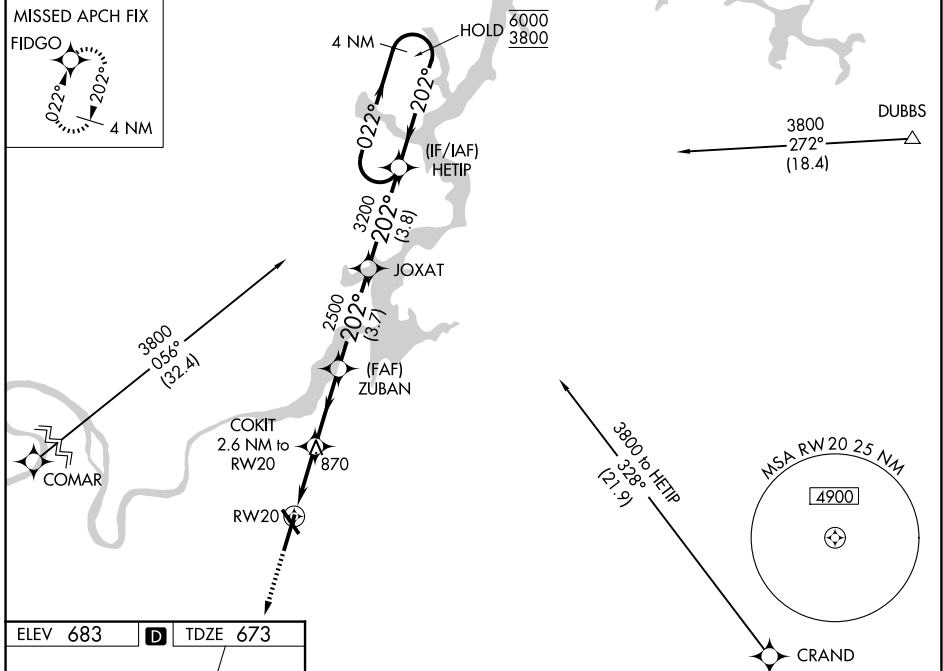 MISSED APCH FIX
FIDGO
022°
202°
4 NM
4 NM
HOLD 6000
3800
022°
202°
(IF/IAF)
HETIP
DUBBS
3800
272°
(18.4)
3200
202°
(3.8)
JOXAT
2500
202°
(3.7)
(FAF)
ZUBAN
3800
056°
(32.4)
COMAR
COKIT
2.6 NM to
RW20
870
RW20
3800 to HETIP
328°
(21.9)
CRAND
MSA RW20 25 NM
4900
ELEV 683 D TDZE 673